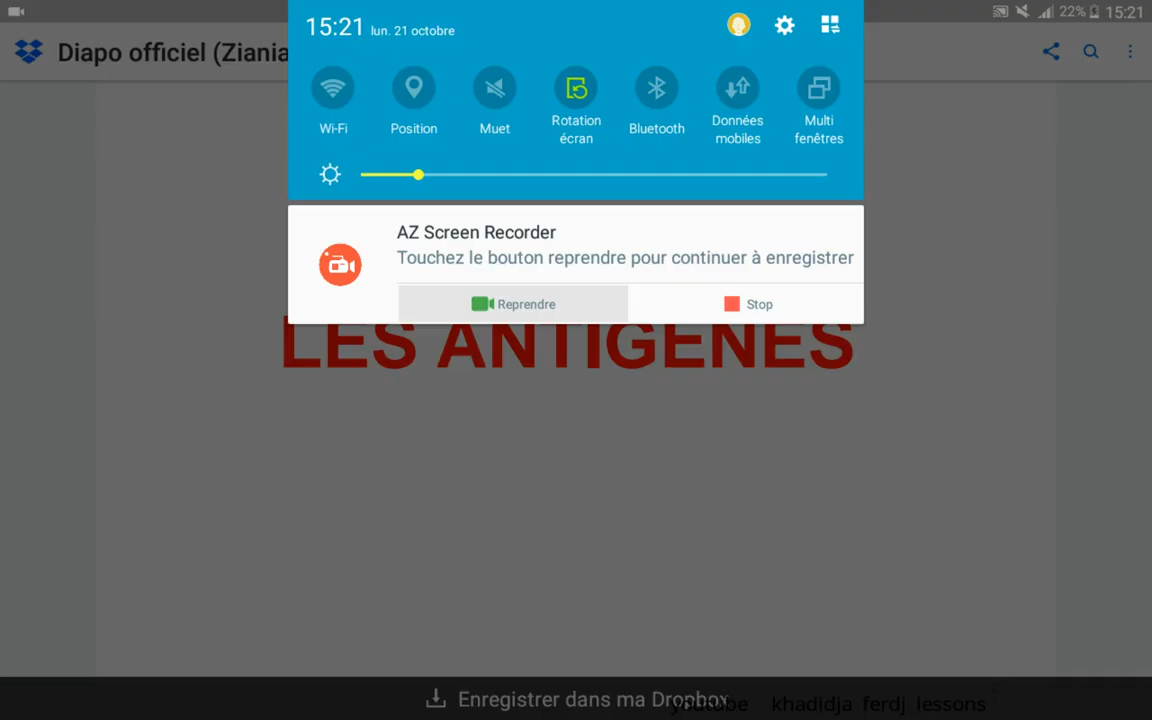 15:21 lun. 21 octobre
22% 15:21
Diapo officiel (Ziania
Wi-Fi
Position
Muet
Rotation
écran
Bluetooth
Données
mobiles
Multi
fenêtres
AZ Screen Recorder
Touchez le bouton reprendre pour continuer à enregistrer
Reprendre
Stop
LES ANTIGENES
Enregistrer dans ma Dropbox
youtube khadidja ferdj lessons